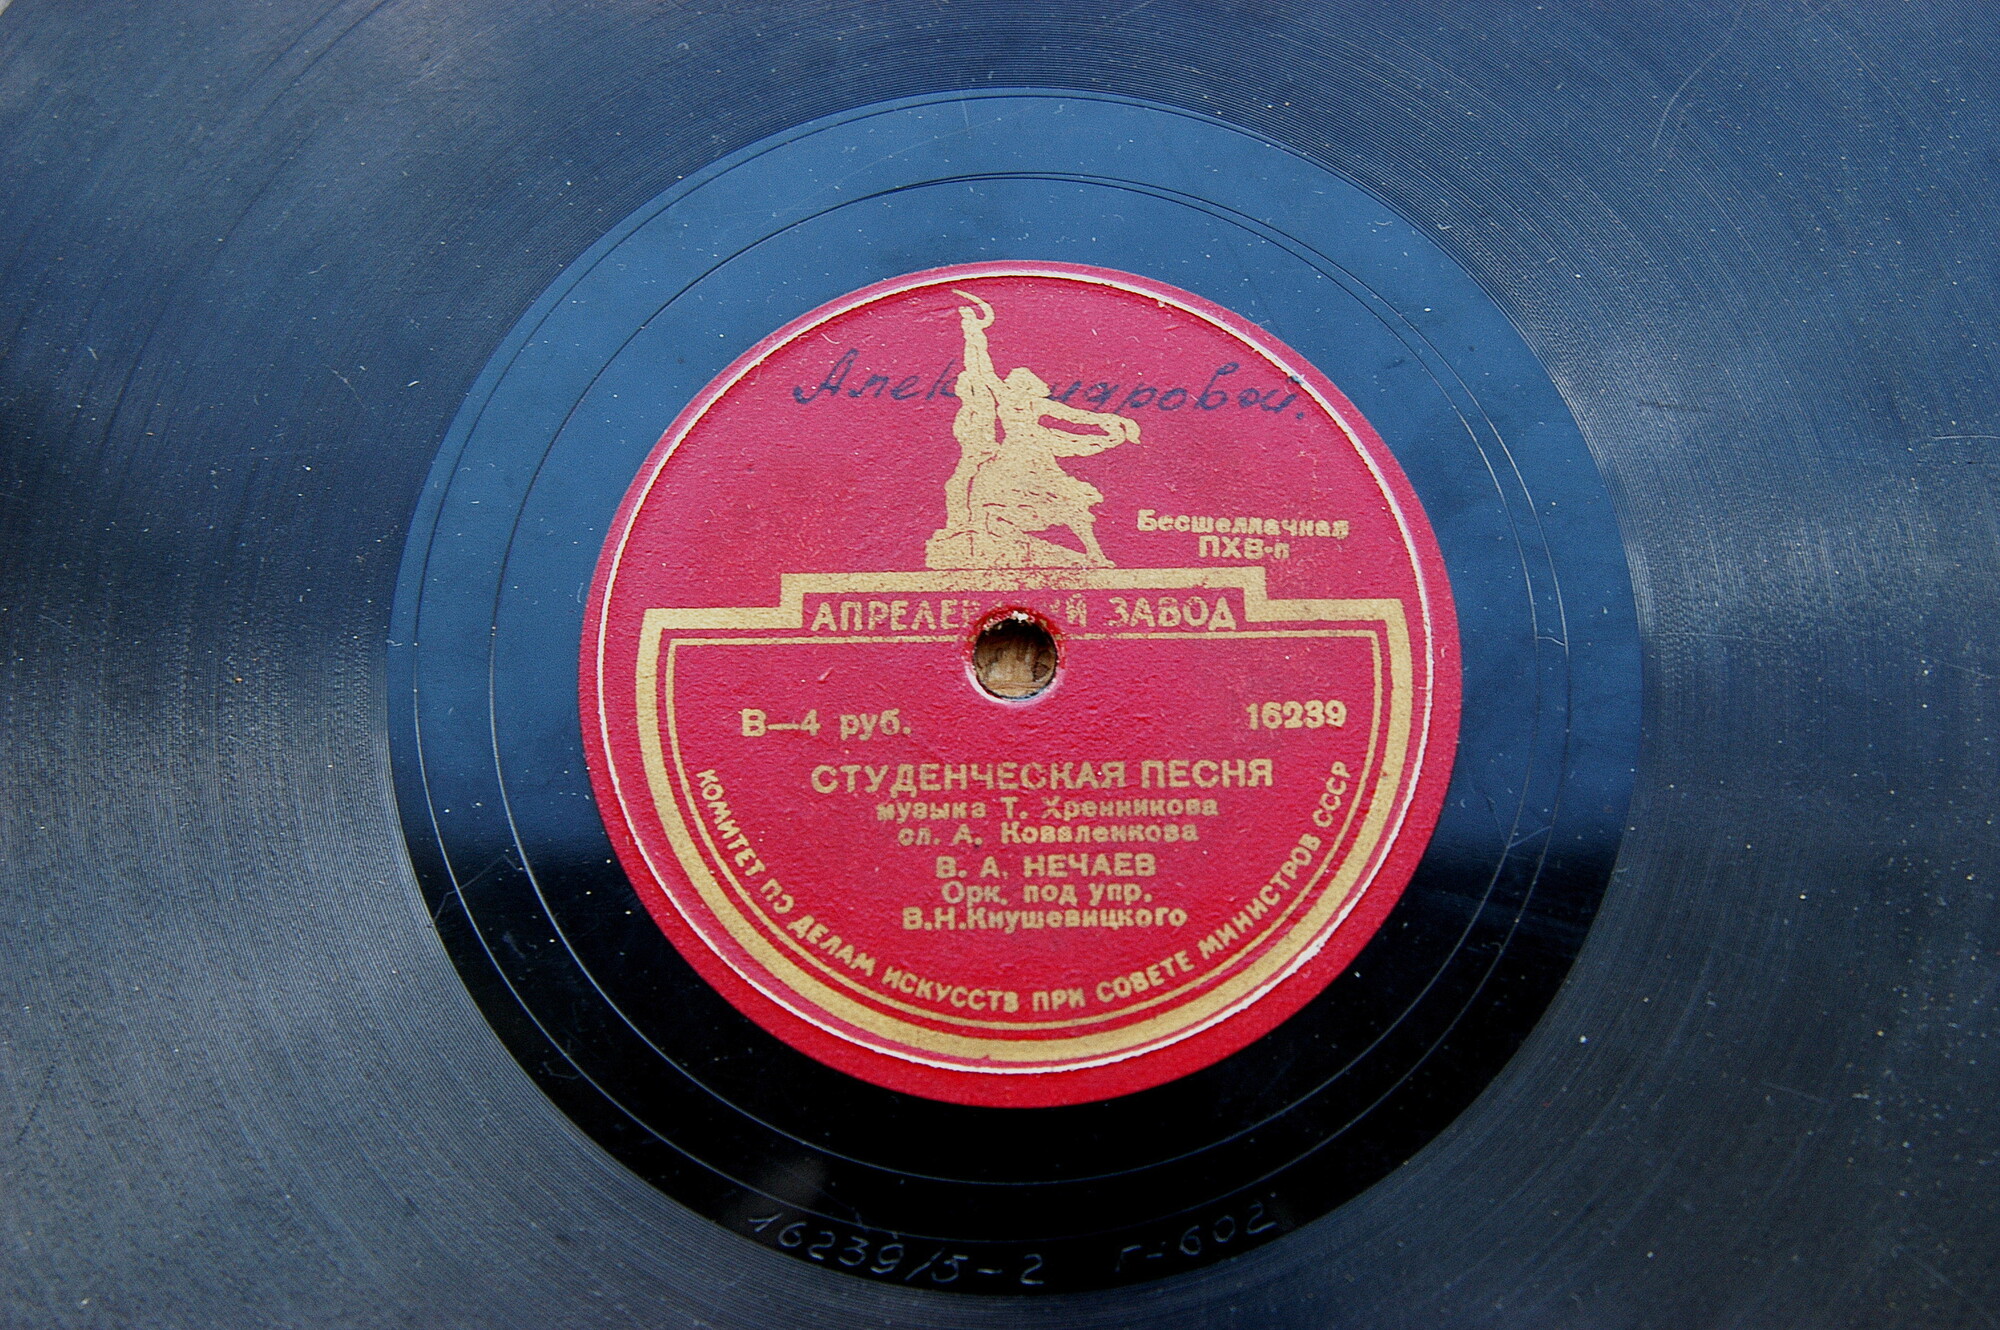 Бесшеллачная
ПХВ-п
ЗАВОД
В—4 руб.
16239
СТУДЕНЧЕСКАЯ ПЕСНЯ
музыка Т. Хренникова
сл. А. Коваленкова
В. А. НЕЧАЕВ
Орк. под упр.
В.Н.Кнушевицкого
КОМИТЕТ ПО ДЕЛАМ ИСКУССТВ ПРИ СОВЕТЕ МИНИСТРОВ СССР
16239/5-2 Г-602